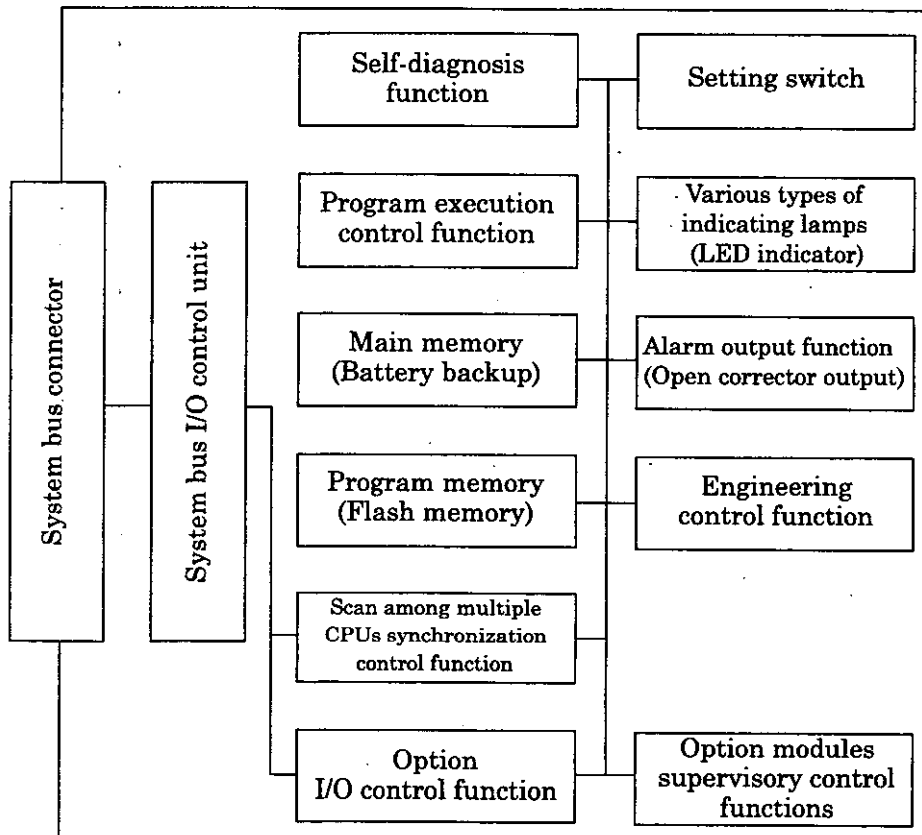 System bus connector
System bus I/O control unit
Self-diagnosis
function
Setting switch
Program execution
control function
Various types of
indicating lamps
(LED indicator)
Main memory
(Battery backup)
Alarm output function
(Open corrector output)
Program memory
(Flash memory)
Engineering
control function
Scan among multiple
CPUs synchronization
control function
Option
I/O control function
Option modules
supervisory control
functions